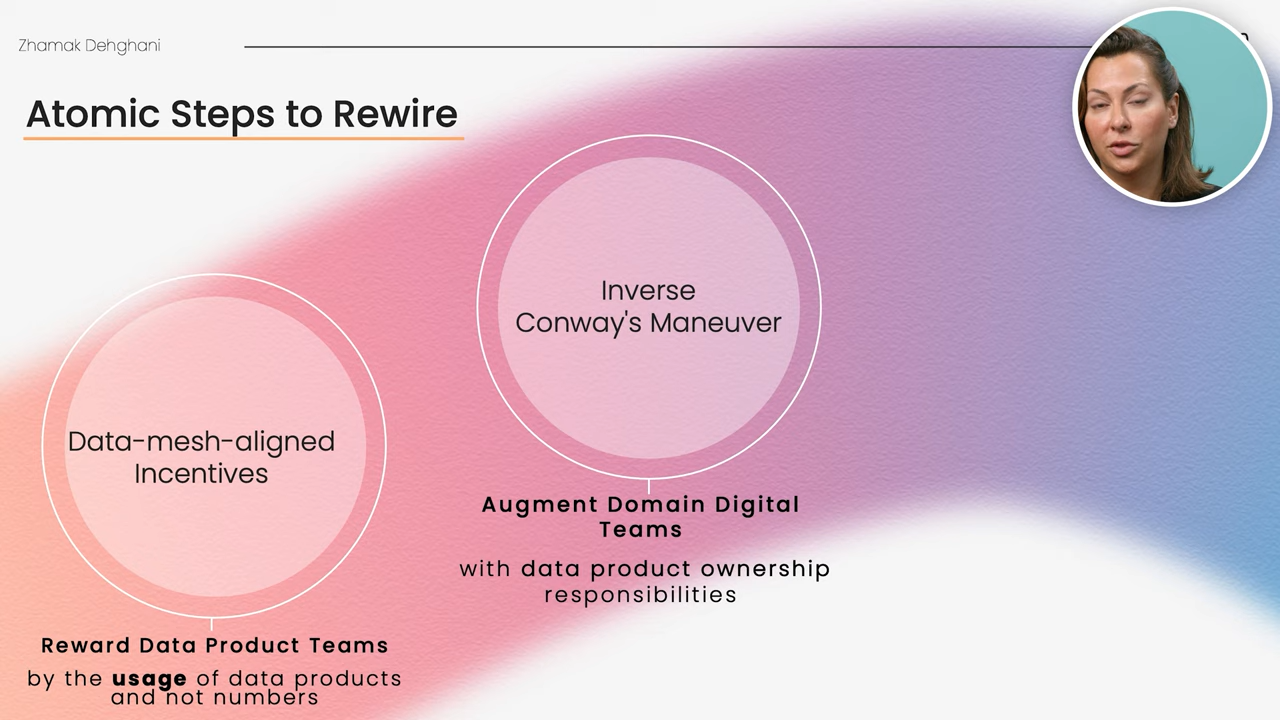 Zhamak Dehghani
Atomic Steps to Rewire
Inverse
Conway's Maneuver
Data-mesh-aligned
Incentives
Augment Domain Digital
Teams
with data product ownership
responsibilities
Reward Data Product Teams
by the usage of data products
and not numbers